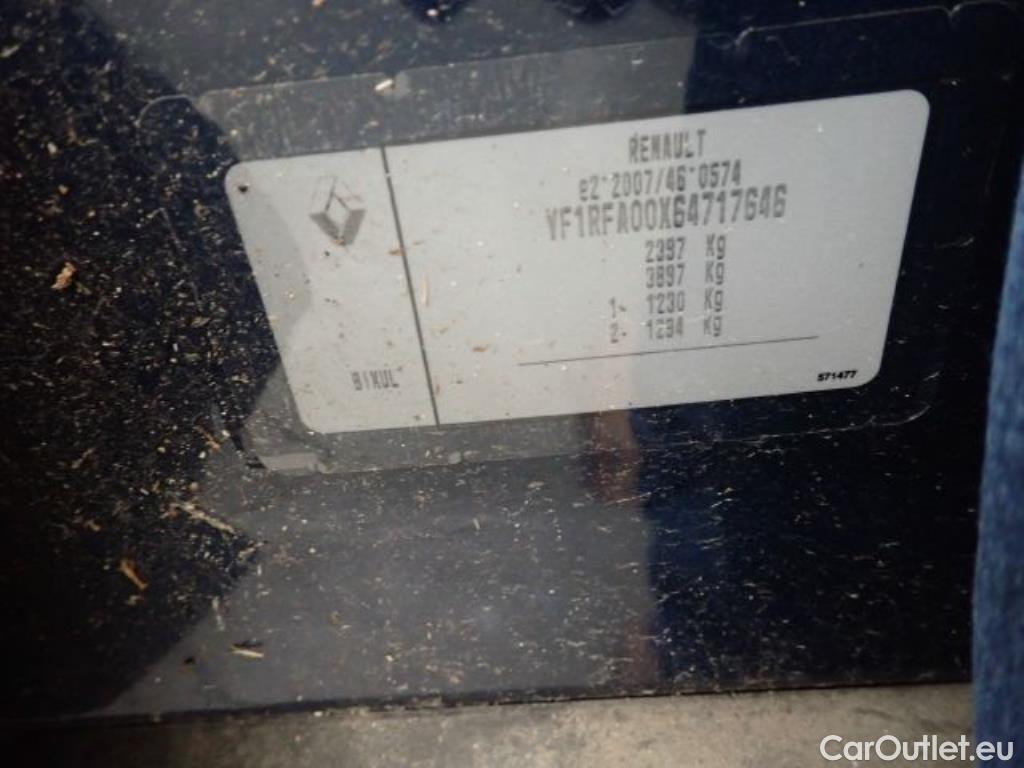 RENAULT
e2*2007/46*0574
VF1RFA00X64717646
2397 Kg
3897 Kg
1- 1230 Kg
2- 1234 Kg
571477
CarOutlet.eu